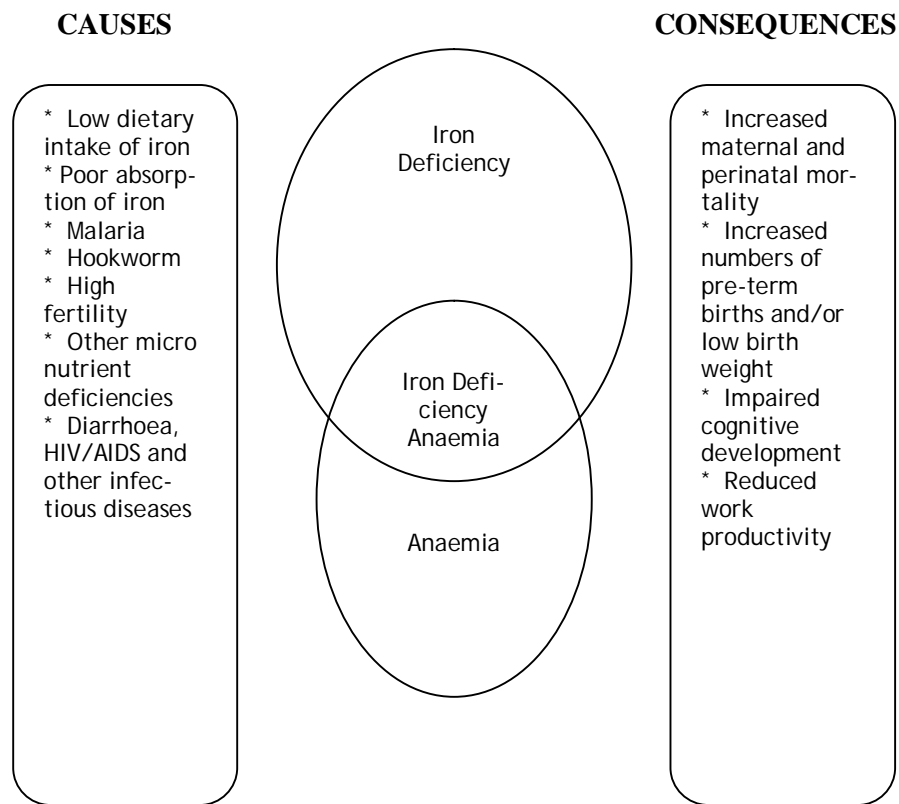 CAUSES
* Low dietary
intake of iron
* Poor absorp-
tion of iron
* Malaria
* Hookworm
* High
fertility
* Other micro
nutrient
deficiencies
* Diarrhoea,
HIV/AIDS and
other infec-
tious diseases
Iron
Deficiency
Iron Defi-
ciency
Anaemia
Anaemia
CONSEQUENCES
* Increased
maternal and
perinatal mor-
tality
* Increased
numbers of
pre-term
births and/or
low birth
weight
* Impaired
cognitive
development
* Reduced
work
productivity